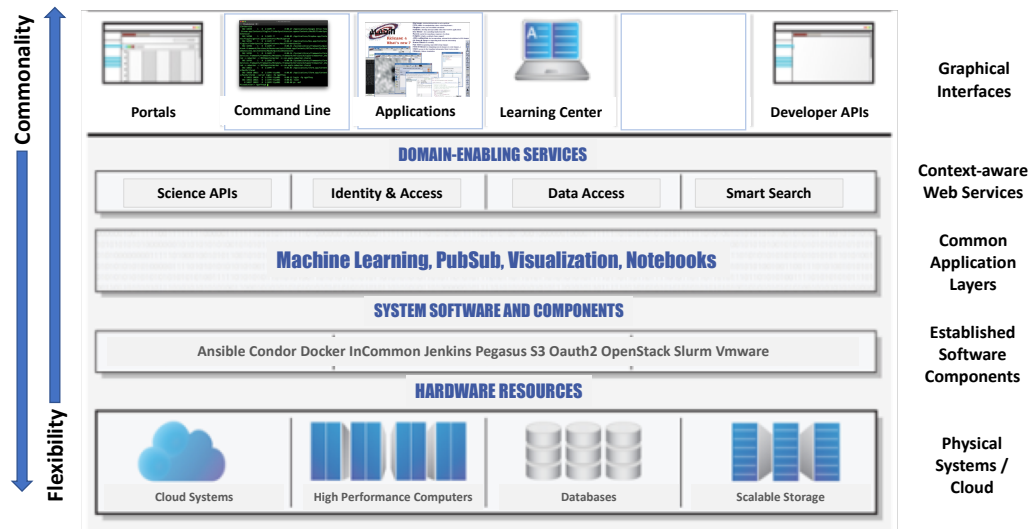 Commonality
Flexibility
Portals
Command Line
Applications
Learning Center
Developer APIs
Graphical
Interfaces
DOMAIN-ENABLING SERVICES
Science APIs
Identity & Access
Data Access
Smart Search
Context-aware
Web Services
Machine Learning, PubSub, Visualization, Notebooks
Common
Application
Layers
SYSTEM SOFTWARE AND COMPONENTS
Ansible Condor Docker InCommon Jenkins Pegasus S3 Oauth2 OpenStack Slurm Vmware
Established
Software
Components
HARDWARE RESOURCES
Cloud Systems
High Performance Computers
Databases
Scalable Storage
Physical
Systems /
Cloud